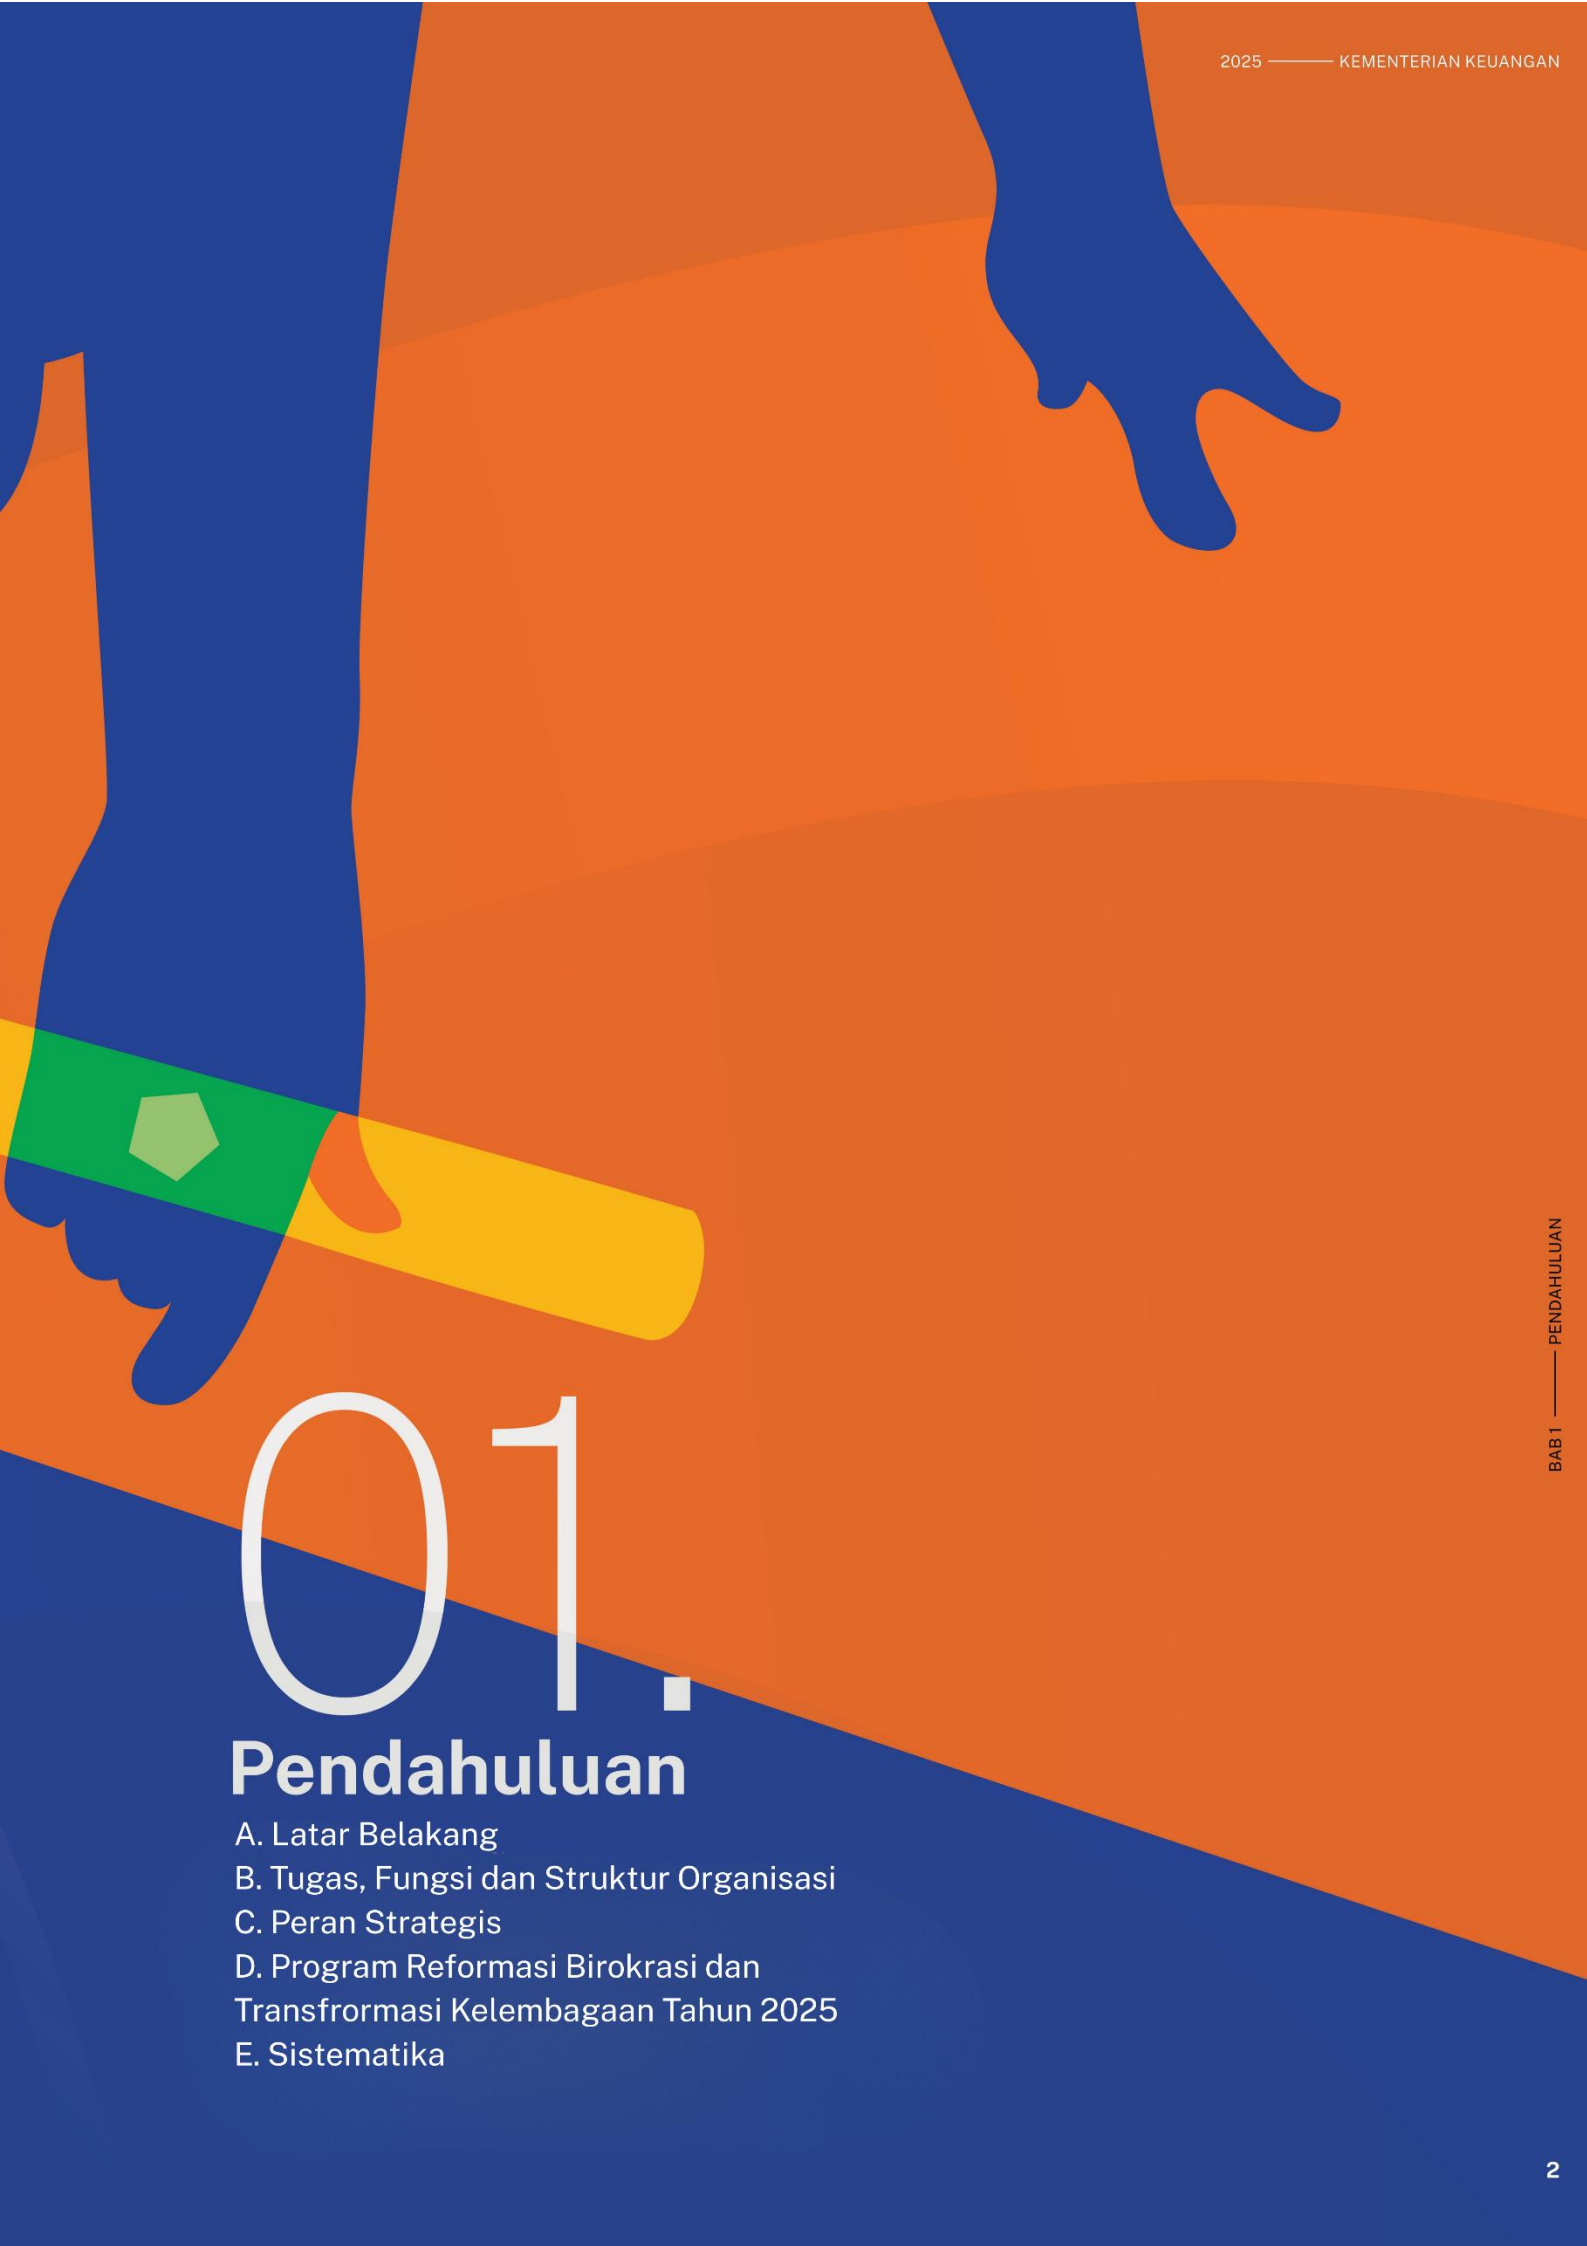 2025 —— KEMENTERIAN KEUANGAN
BAB 1 —— PENDAHULUAN
01.
Pendahuluan
A. Latar Belakang
B. Tugas, Fungsi dan Struktur Organisasi
C. Peran Strategis
D. Program Reformasi Birokrasi dan
Transfrormasi Kelembagaan Tahun 2025
E. Sistematika
2